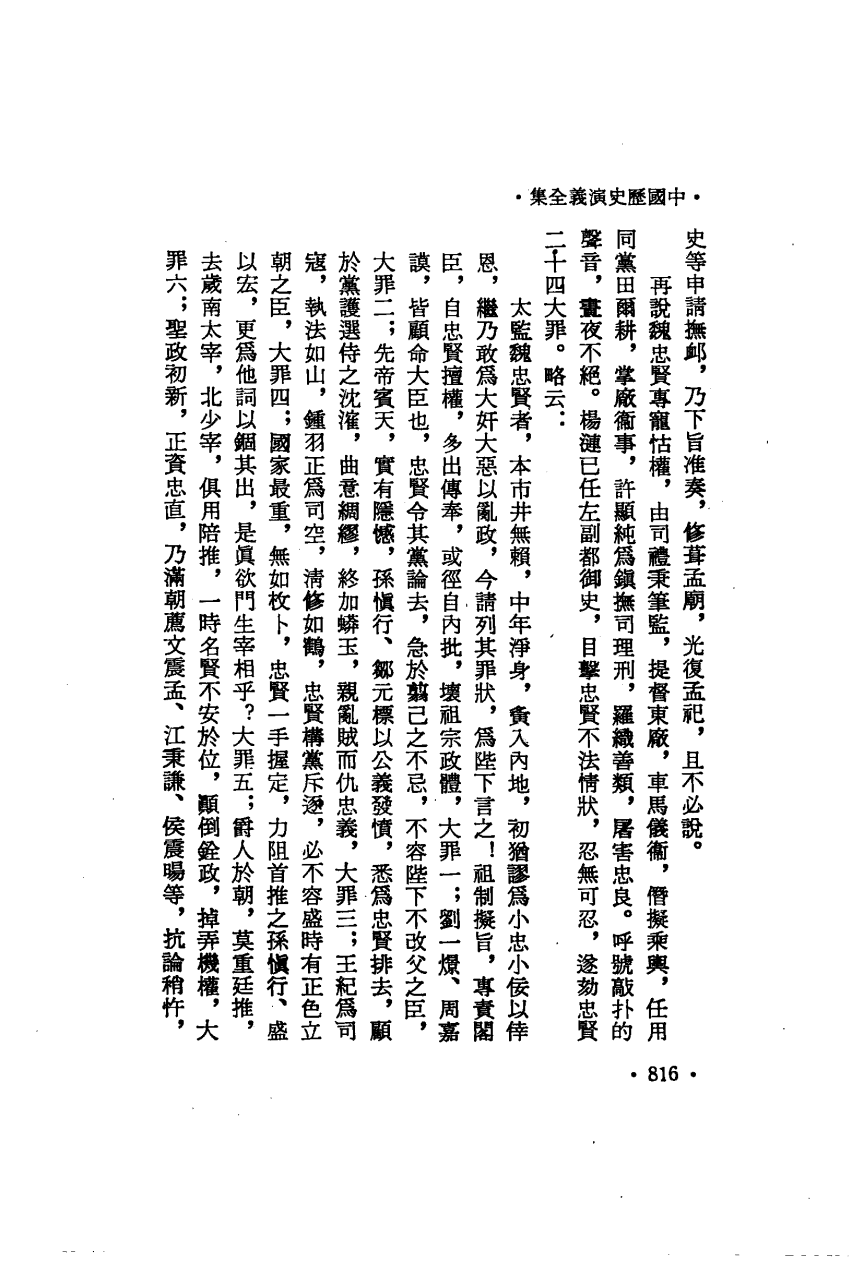 •中國歷史演義全集•
史等申請撫卹，乃下旨准奏，修葺孟廟，光復孟祀，且不必說。
再說魏忠賢專寵怙權，由司禮秉筆監，提督東廠，車馬儀衞，僭擬乘輿，任用
同黨田爾耕，掌廠衞事，許顯純爲鎭撫司理刑，羅織善類，屠害忠良。呼號敲扑的
聲音，晝夜不絕。楊漣已任左副都御史，目擊忠賢不法情狀，忍無可忍，遂劾忠賢
二十四大罪。略云：
太監魏忠賢者，本市井無賴，中年淨身，夤入內地，初猶謬爲小忠小佞以倖
恩，繼乃敢爲大奸大惡以亂政，今請列其罪狀，爲陛下言之！祖制擬旨，專責閣
臣，自忠賢擅權，多出傳奉，或徑自內批，壞祖宗政體，大罪一；劉一燝、周嘉
謨，皆顧命大臣也，忠賢令其黨論去，急於翦己之不忌，不容陛下不改父之臣，
大罪二；先帝賓天，實有隱憾，孫愼行、鄒元標以公義發憤，悉爲忠賢排去，顧
於黨護選侍之沈㴶，曲意綢繆，終加蟒玉，親亂賊而仇忠義，大罪三；王紀爲司
寇，執法如山，鍾羽正爲司空，淸修如鶴，忠賢構黨斥逐，必不容盛時有正色立
朝之臣，大罪四；國家最重，無如枚卜，忠賢一手握定，力阻首推之孫愼行、盛
以宏，更爲他詞以錮其出，是眞欲門生宰相乎？大罪五；爵人於朝，莫重廷推，
去歲南太宰，北少宰，俱用陪推，一時名賢不安於位，顚倒銓政，掉弄機權，大
罪六；聖政初新，正資忠直，乃滿朝薦文震孟、江秉謙、侯震暘等，抗論稍忤，
•816•